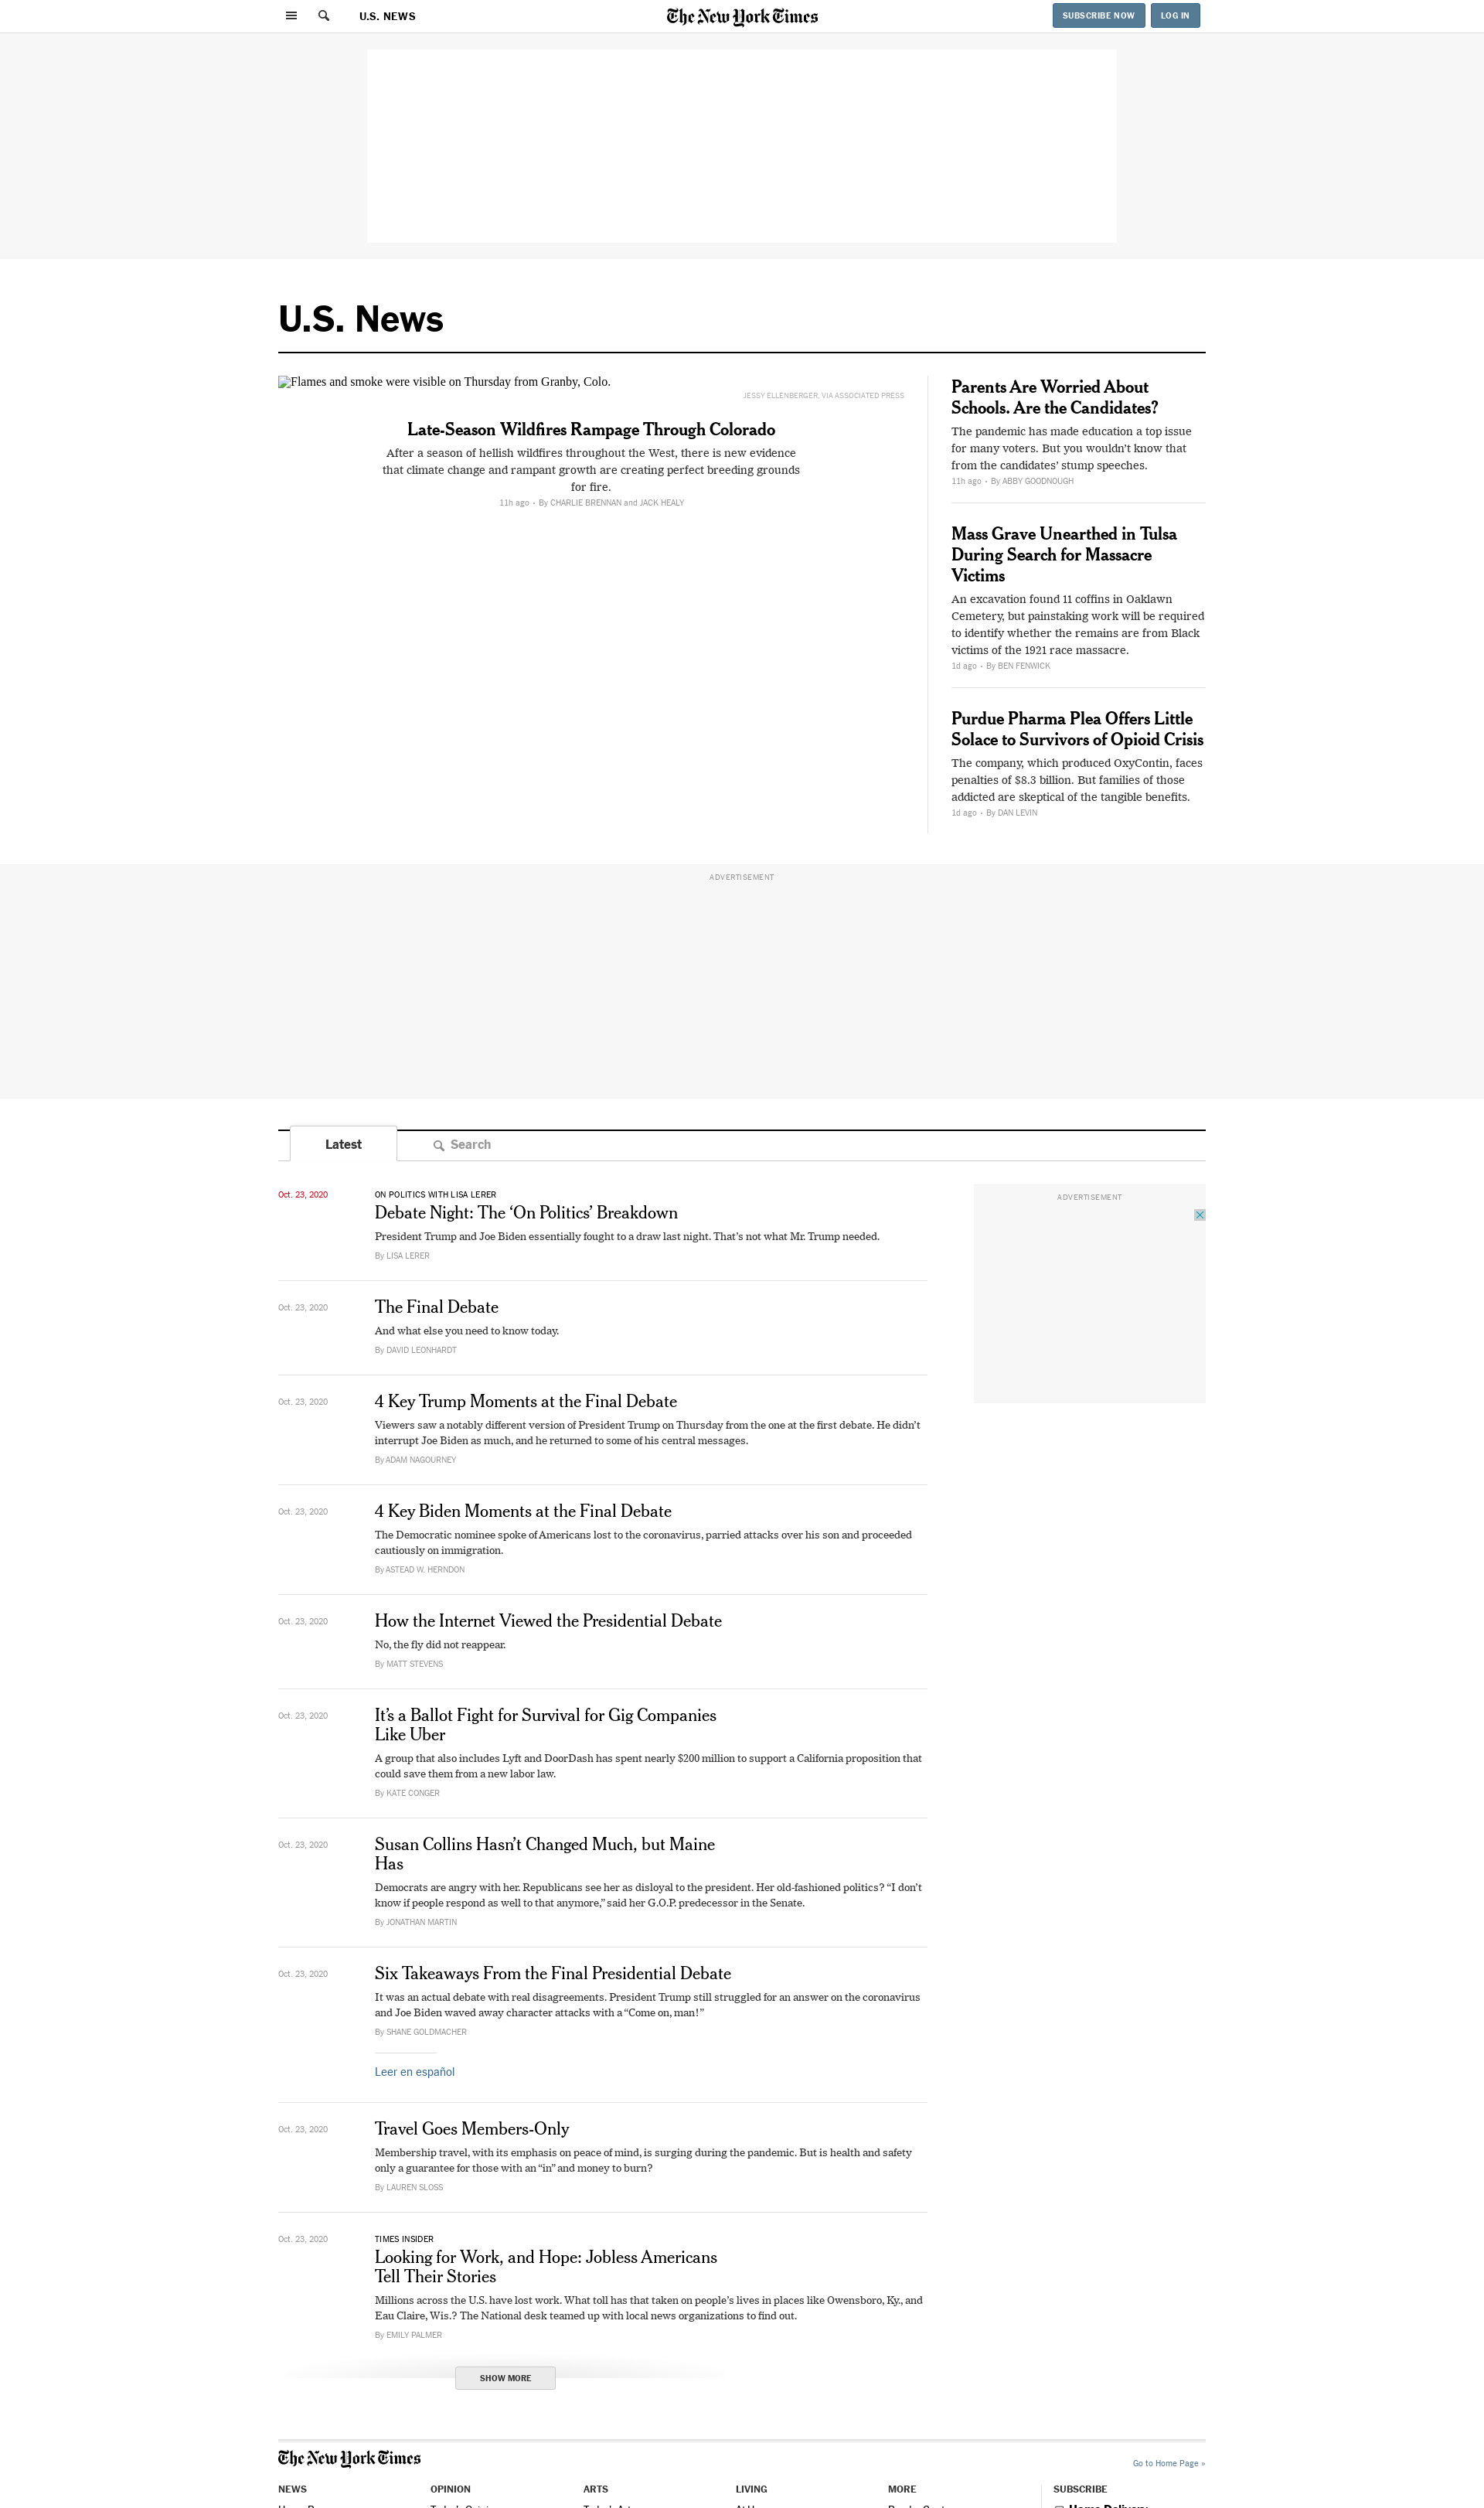 U.S. NEWS
The New York Times
SUBSCRIBE NOW
LOG IN
U.S. News
Flames and smoke were visible on Thursday from Granby, Colo.
JESSY ELLENBERGER, VIA ASSOCIATED PRESS
Late-Season Wildfires Rampage Through Colorado
After a season of hellish wildfires throughout the West, there is new evidence
that climate change and rampant growth are creating perfect breeding grounds
for fire.
11h ago • By CHARLIE BRENNAN and JACK HEALY
Parents Are Worried About
Schools. Are the Candidates?
The pandemic has made education a top issue
for many voters. But you wouldn’t know that
from the candidates’ stump speeches.
11h ago • By ABBY GOODNOUGH
Mass Grave Unearthed in Tulsa
During Search for Massacre
Victims
An excavation found 11 coffins in Oaklawn
Cemetery, but painstaking work will be required
to identify whether the remains are from Black
victims of the 1921 race massacre.
1d ago • By BEN FENWICK
Purdue Pharma Plea Offers Little
Solace to Survivors of Opioid Crisis
The company, which produced OxyContin, faces
penalties of $8.3 billion. But families of those
addicted are skeptical of the tangible benefits.
1d ago • By DAN LEVIN
ADVERTISEMENT
Latest
Search
Oct. 23, 2020
ON POLITICS WITH LISA LERER
Debate Night: The ‘On Politics’ Breakdown
President Trump and Joe Biden essentially fought to a draw last night. That’s not what Mr. Trump needed.
By LISA LERER
ADVERTISEMENT
Oct. 23, 2020
The Final Debate
And what else you need to know today.
By DAVID LEONHARDT
Oct. 23, 2020
4 Key Trump Moments at the Final Debate
Viewers saw a notably different version of President Trump on Thursday from the one at the first debate. He didn’t
interrupt Joe Biden as much, and he returned to some of his central messages.
By ADAM NAGOURNEY
Oct. 23, 2020
4 Key Biden Moments at the Final Debate
The Democratic nominee spoke of Americans lost to the coronavirus, parried attacks over his son and proceeded
cautiously on immigration.
By ASTEAD W. HERNDON
Oct. 23, 2020
How the Internet Viewed the Presidential Debate
No, the fly did not reappear.
By MATT STEVENS
Oct. 23, 2020
It’s a Ballot Fight for Survival for Gig Companies
Like Uber
A group that also includes Lyft and DoorDash has spent nearly $200 million to support a California proposition that
could save them from a new labor law.
By KATE CONGER
Oct. 23, 2020
Susan Collins Hasn’t Changed Much, but Maine
Has
Democrats are angry with her. Republicans see her as disloyal to the president. Her old-fashioned politics? “I don’t
know if people respond as well to that anymore,” said her G.O.P. predecessor in the Senate.
By JONATHAN MARTIN
Oct. 23, 2020
Six Takeaways From the Final Presidential Debate
It was an actual debate with real disagreements. President Trump still struggled for an answer on the coronavirus
and Joe Biden waved away character attacks with a “Come on, man!”
By SHANE GOLDMACHER
Leer en español
Oct. 23, 2020
Travel Goes Members-Only
Membership travel, with its emphasis on peace of mind, is surging during the pandemic. But is health and safety
only a guarantee for those with an “in” and money to burn?
By LAUREN SLOSS
Oct. 23, 2020
TIMES INSIDER
Looking for Work, and Hope: Jobless Americans
Tell Their Stories
Millions across the U.S. have lost work. What toll has that taken on people’s lives in places like Owensboro, Ky., and
Eau Claire, Wis.? The National desk teamed up with local news organizations to find out.
By EMILY PALMER
SHOW MORE
The New York Times
Go to Home Page »
NEWS
OPINION
ARTS
LIVING
MORE
SUBSCRIBE